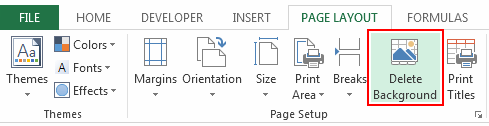 FILE HOME DEVELOPER INSERT PAGE LAYOUT FORMULAS
Themes
Colors
Fonts
Effects
Themes
Margins Orientation Size Print Area Breaks Delete Background Print Titles
Page Setup